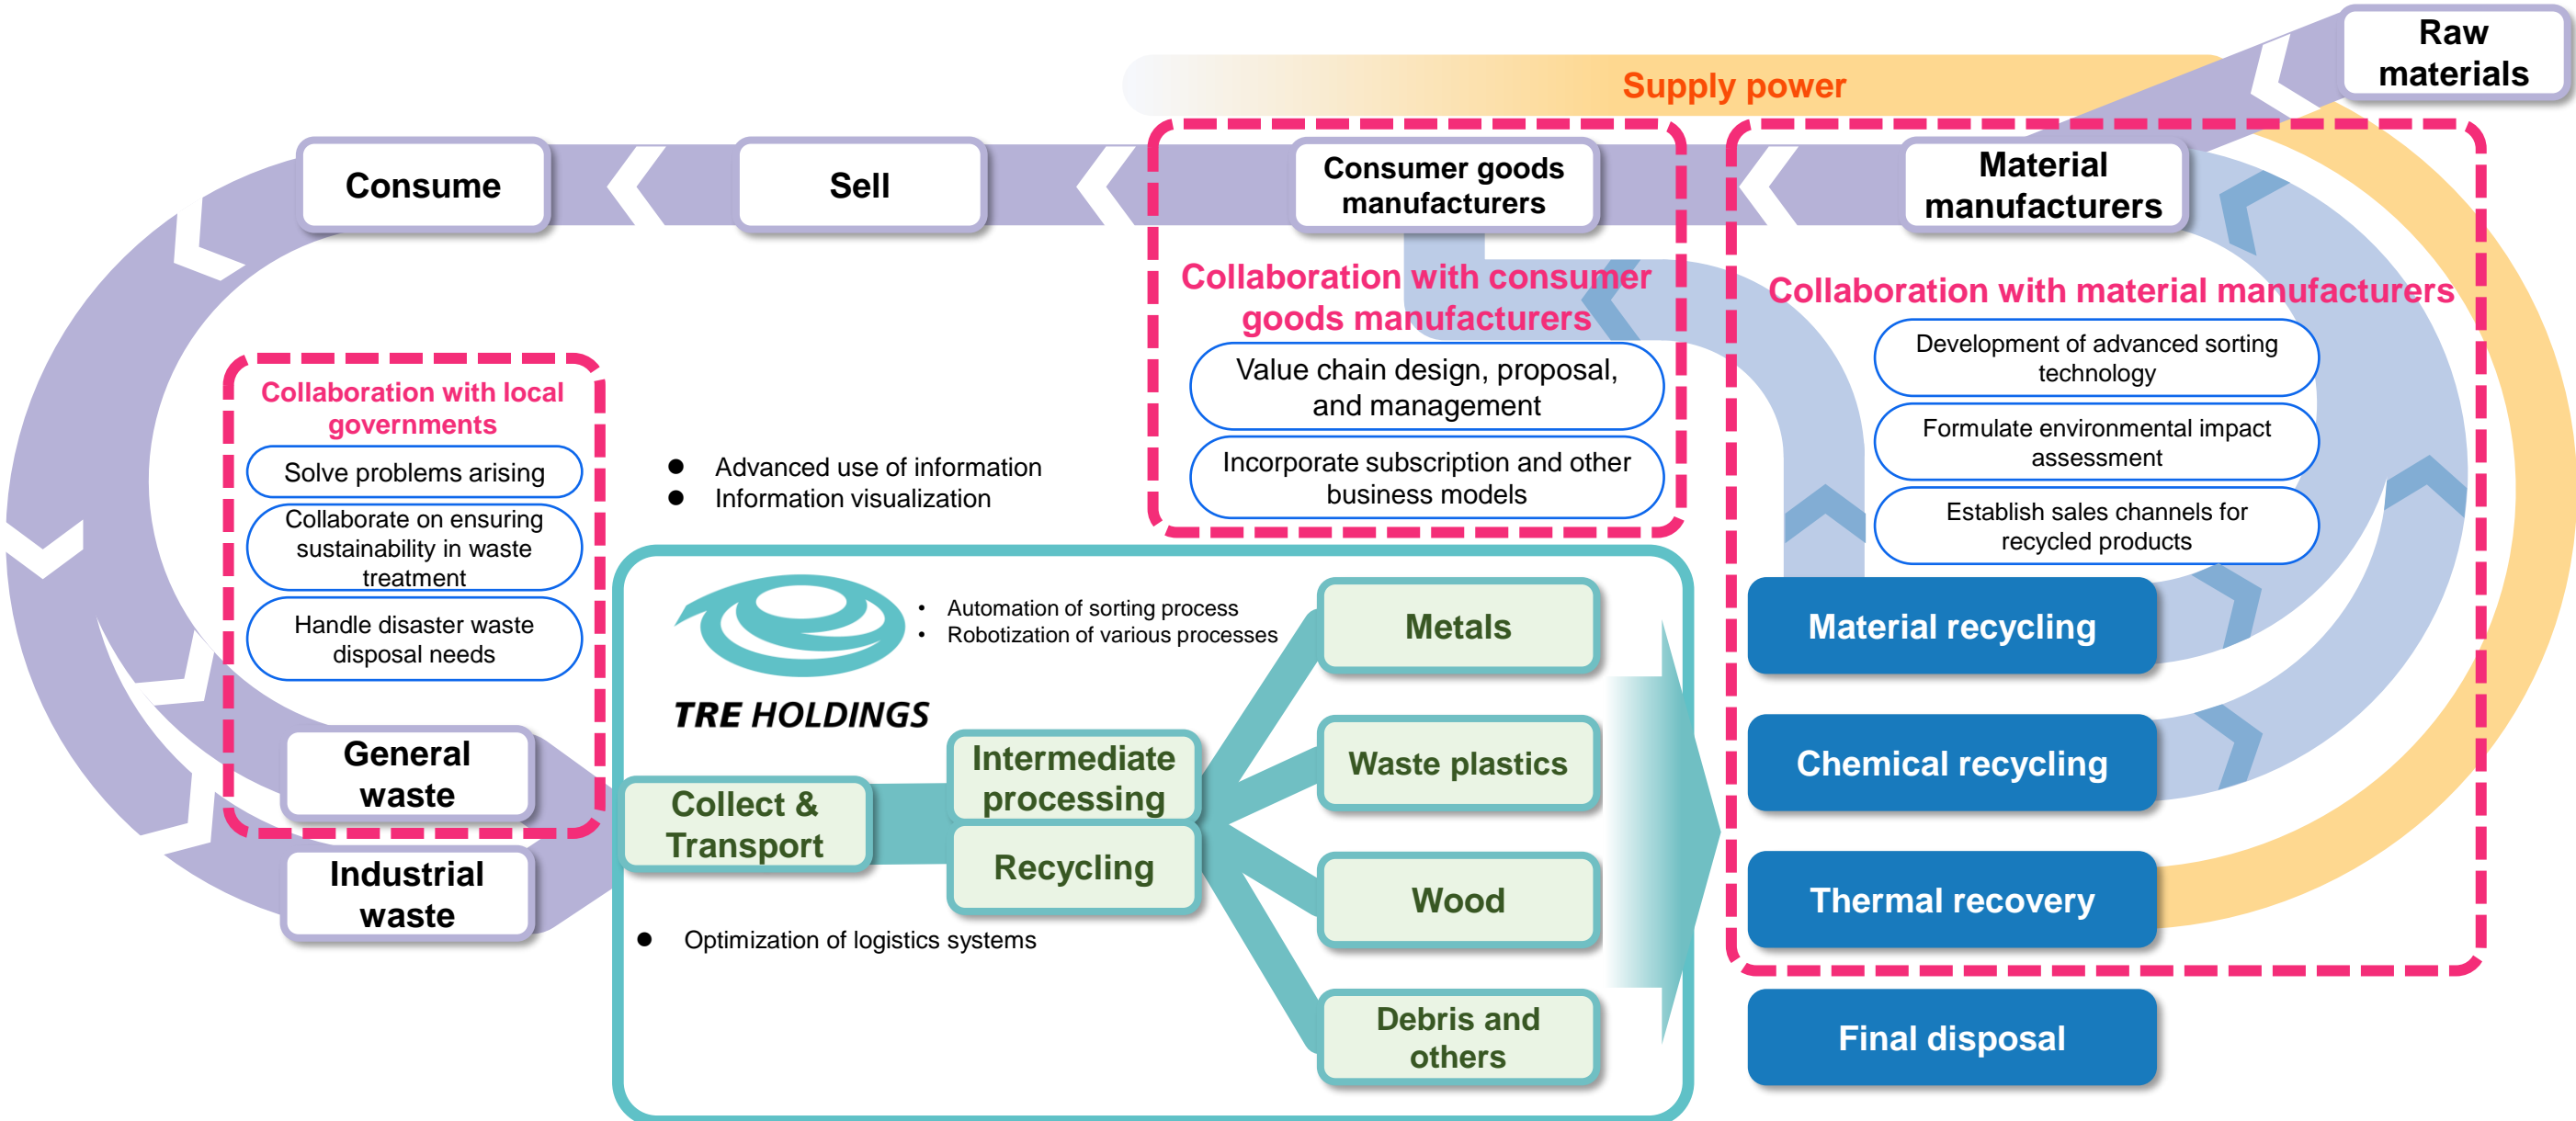 Raw
materials
Supply power
Consume
Sell
Consumer goods
manufacturers
Material
manufacturers
Collaboration with consumer
goods manufacturers
Value chain design, proposal,
and management
Incorporate subscription and other
business models
Collaboration with material manufacturers
Development of advanced sorting
technology
Formulate environmental impact
assessment
Establish sales channels for
recycled products
Collaboration with local
governments
Solve problems arising
Collaborate on ensuring
sustainability in waste
treatment
Handle disaster waste
disposal needs
● Advanced use of information
● Information visualization
General
waste
Industrial
waste
TRE HOLDINGS
• Automation of sorting process
• Robotization of various processes
Collect &
Transport
Intermediate
processing
Recycling
● Optimization of logistics systems
Metals
Waste plastics
Wood
Debris and
others
Material recycling
Chemical recycling
Thermal recovery
Final disposal